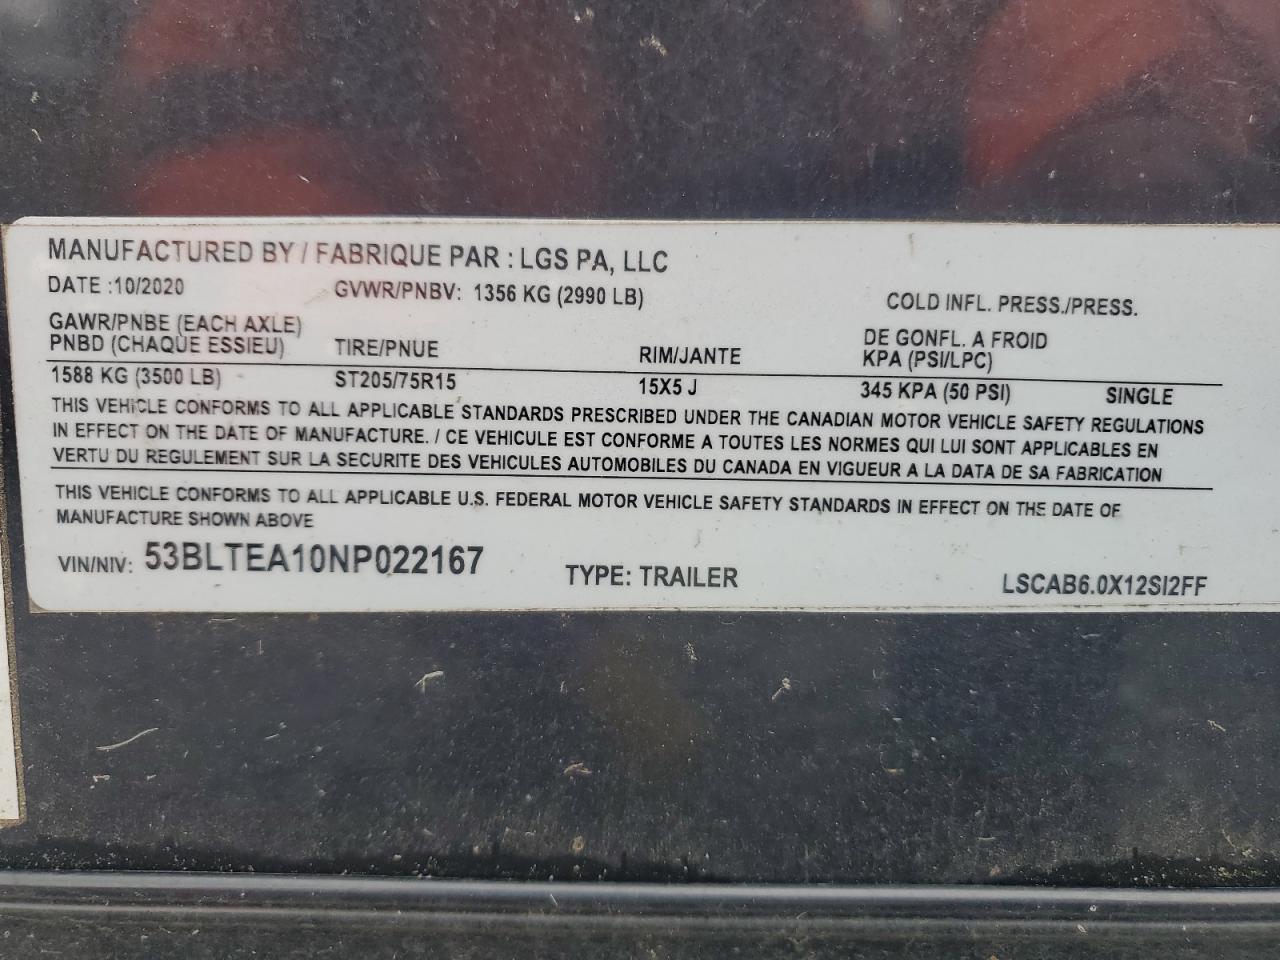 MANUFACTURED BY / FABRIQUE PAR : LGS PA, LLC
DATE :10/2020 GVWR/PNBV: 1356 KG (2990 LB)
COLD INFL. PRESS./PRESS.
GAWR/PNBE (EACH AXLE)
DE GONFL. A FROID
PNBD (CHAQUE ESSIEU) TIRE/PNUE RIM/JANTE KPA (PSI/LPC)
1588 KG (3500 LB) ST205/75R15 15X5 J 345 KPA (50 PSI) SINGLE
THIS VEHICLE CONFORMS TO ALL APPLICABLE STANDARDS PRESCRIBED UNDER THE CANADIAN MOTOR VEHICLE SAFETY REGULATIONS
IN EFFECT ON THE DATE OF MANUFACTURE. / CE VEHICULE EST CONFORME A TOUTES LES NORMES QUI LUI SONT APPLICABLES EN
VERTU DU REGULEMENT SUR LA SECURITE DES VEHICULES AUTOMOBILES DU CANADA EN VIGUEUR A LA DATA DE SA FABRICATION
THIS VEHICLE CONFORMS TO ALL APPLICABLE U.S. FEDERAL MOTOR VEHICLE SAFETY STANDARDS IN EFFECT ON THE DATE OF
MANUFACTURE SHOWN ABOVE
VIN/NIV: 53BLTEA10NP022167 TYPE: TRAILER LSCAB6.0X12SI2FF